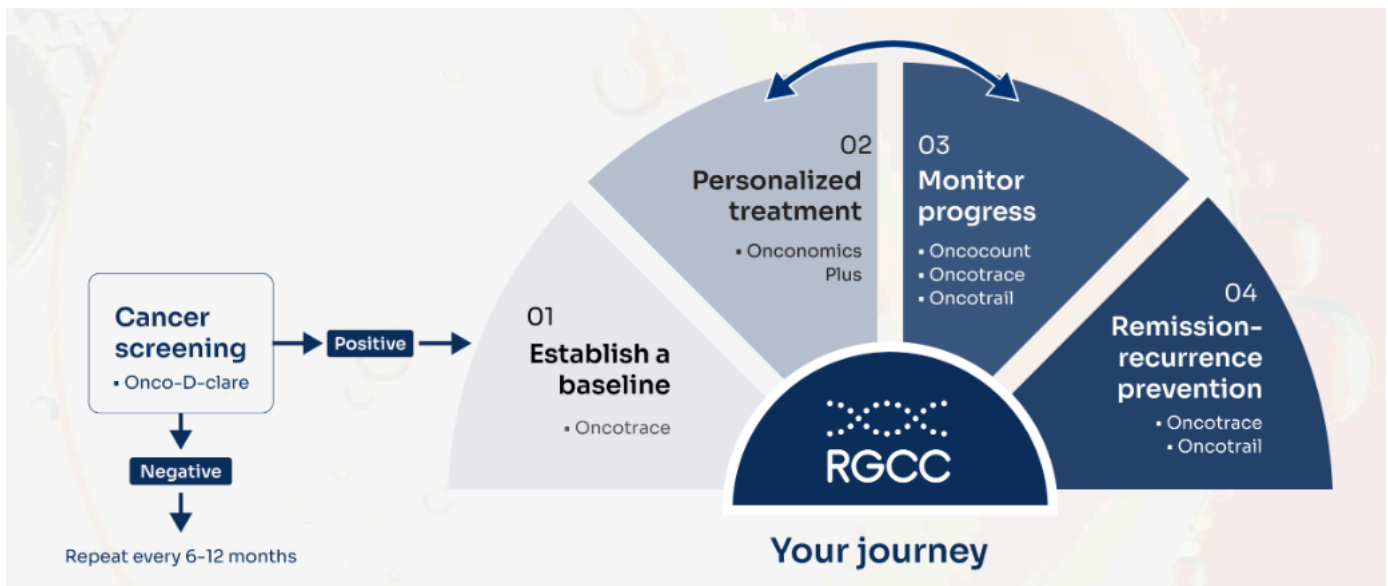 Cancer
screening
▪ Onco-D-clare
Positive
Negative
Repeat every 6-12 months
01
Establish a
baseline
▪ Oncotrace
02
Personalized
treatment
▪ Onconomics
Plus
03
Monitor
progress
▪ Oncocount
▪ Oncotrace
▪ Oncotrail
04
Remission-
recurrence
prevention
▪ Oncotrace
▪ Oncotrail
RGCC
Your journey